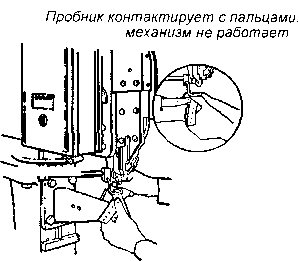 Пробник контактирует с пальцами.
механизм не работает